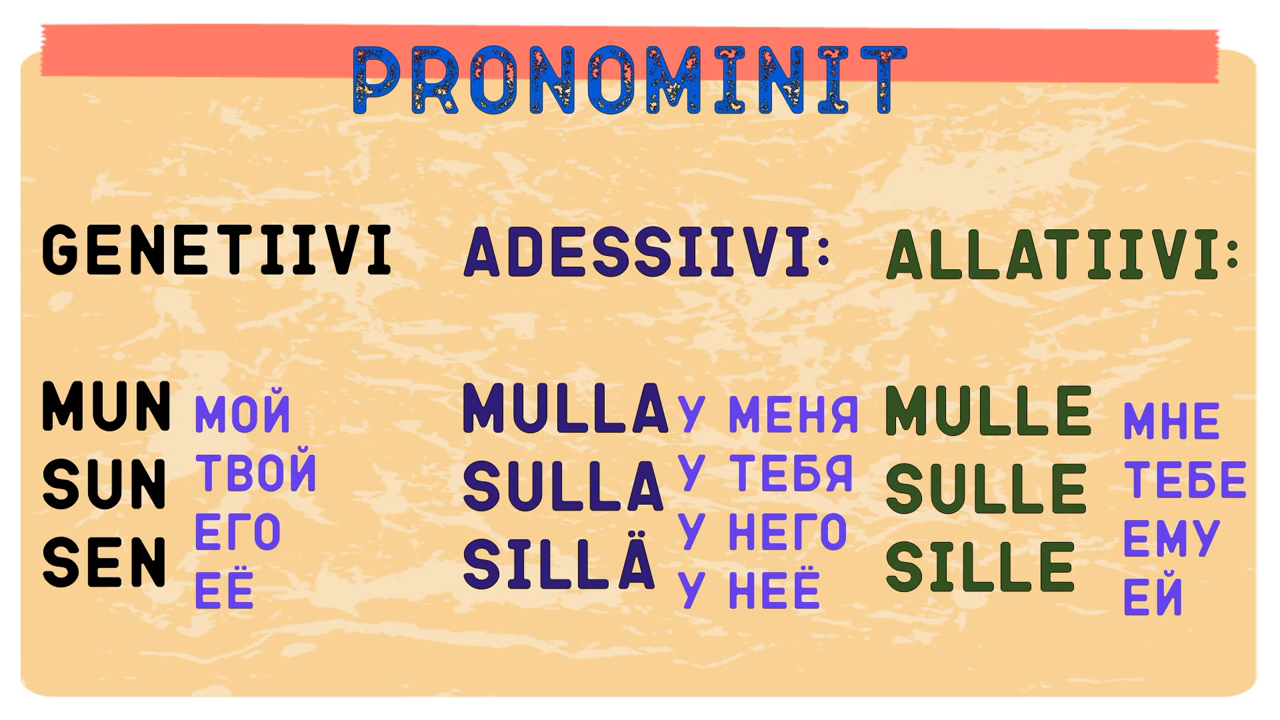 PRONOMINIT
GENETIIVI
MUN
SUN
SEN
МОЙ
ТВОЙ
ЕГО
ЕЁ
ADESSIIVI:
MULLA
SULLA
SILLÄ
У МЕНЯ
У ТЕБЯ
У НЕГО
У НЕЁ
ALLATIIVI:
MULLE
SULLE
SILLE
МНЕ
ТЕБЕ
ЕМУ
ЕЙ